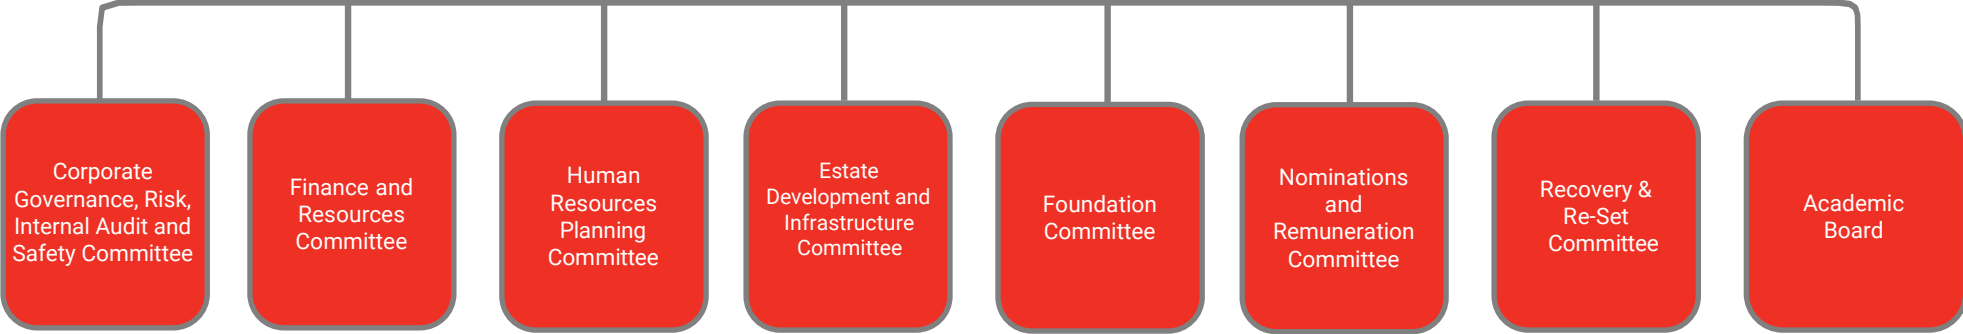 Corporate
Governance, Risk,
Internal Audit and
Safety Committee
Finance and
Resources
Committee
Human
Resources
Planning
Committee
Estate
Development and
Infrastructure
Committee
Foundation
Committee
Nominations
and
Remuneration
Committee
Recovery &
Re-Set
Committee
Academic
Board